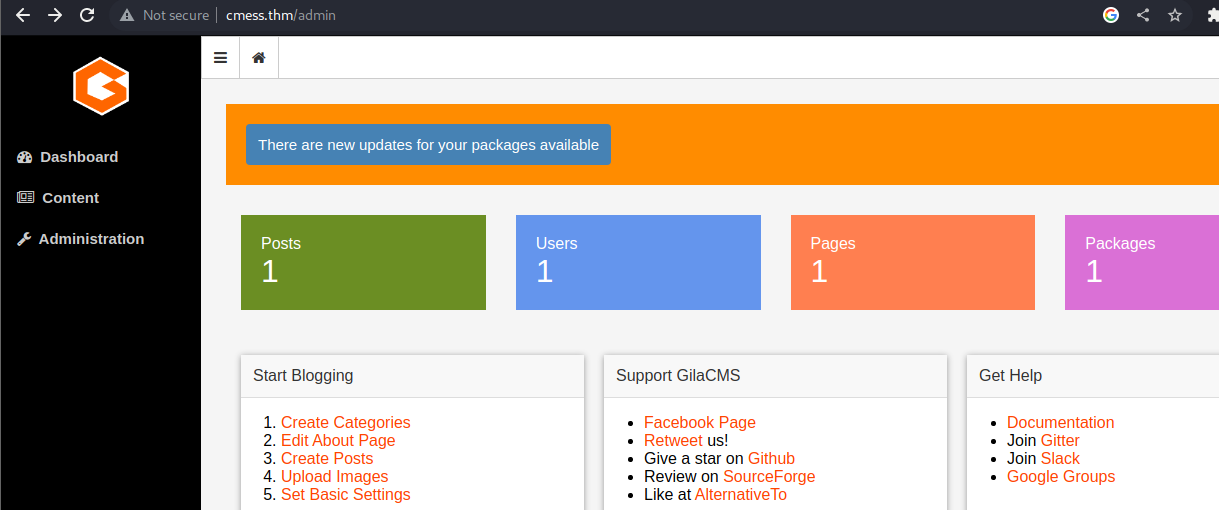 Not secure cmess.thm/admin
Dashboard
Content
Administration
There are new updates for your packages available
Posts
1
Users
1
Pages
1
Packages
1
Start Blogging
1. Create Categories
2. Edit About Page
3. Create Posts
4. Upload Images
5. Set Basic Settings
Support GilaCMS
• Facebook Page
• Retweet us!
• Give a star on Github
• Review on SourceForge
• Like at AlternativeTo
Get Help
• Documentation
• Join Gitter
• Join Slack
• Google Groups